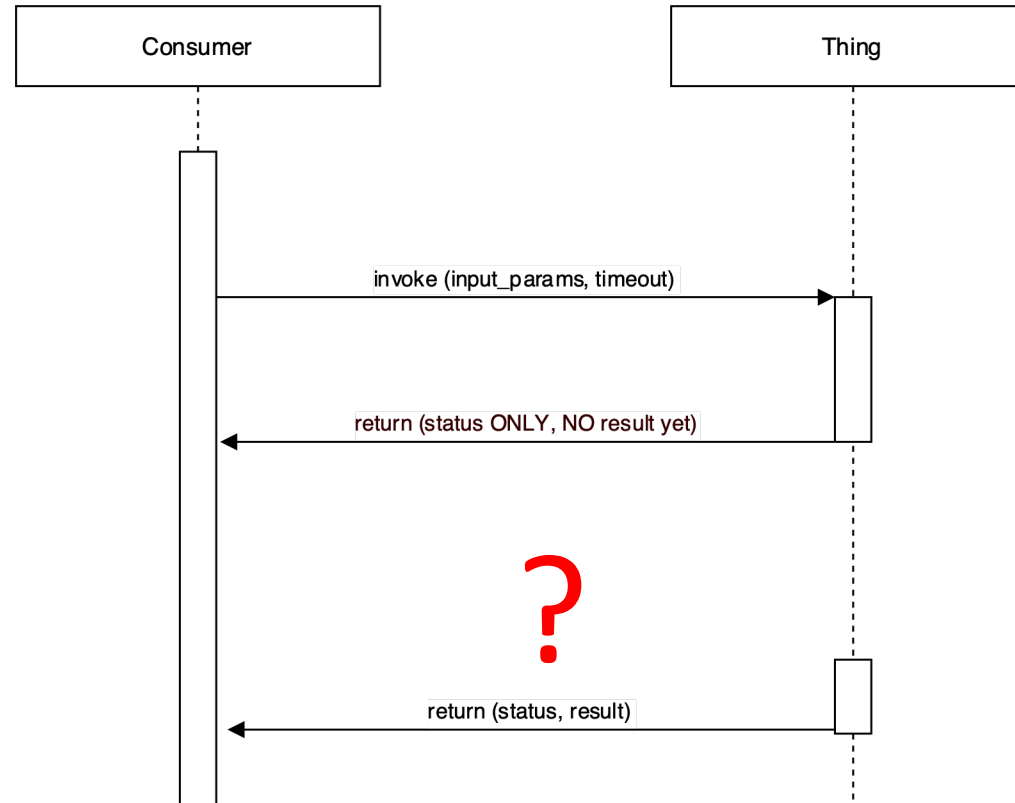 Consumer
Thing
invoke (input_params, timeout)
return (status ONLY, NO result yet)
?
return (status, result)